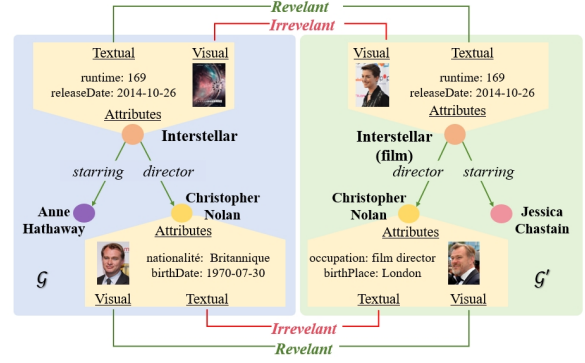 Revelant
Irrevelant
Textual
Visual
runtime: 169
releaseDate: 2014-10-26
Attributes
Interstellar
starring
director
Anne
Hathaway
Christopher
Nolan
Attributes
nationalité: Britannique
birthDate: 1970-07-30
Visual
Textual
𝒢
Visual
Textual
runtime: 169
releaseDate: 2014-10-26
Attributes
Interstellar
(film)
director
starring
Christopher
Nolan
Jessica
Chastain
Attributes
occupation: film director
birthPlace: London
Textual
Visual
𝒢'
Irrevelant
Revelant